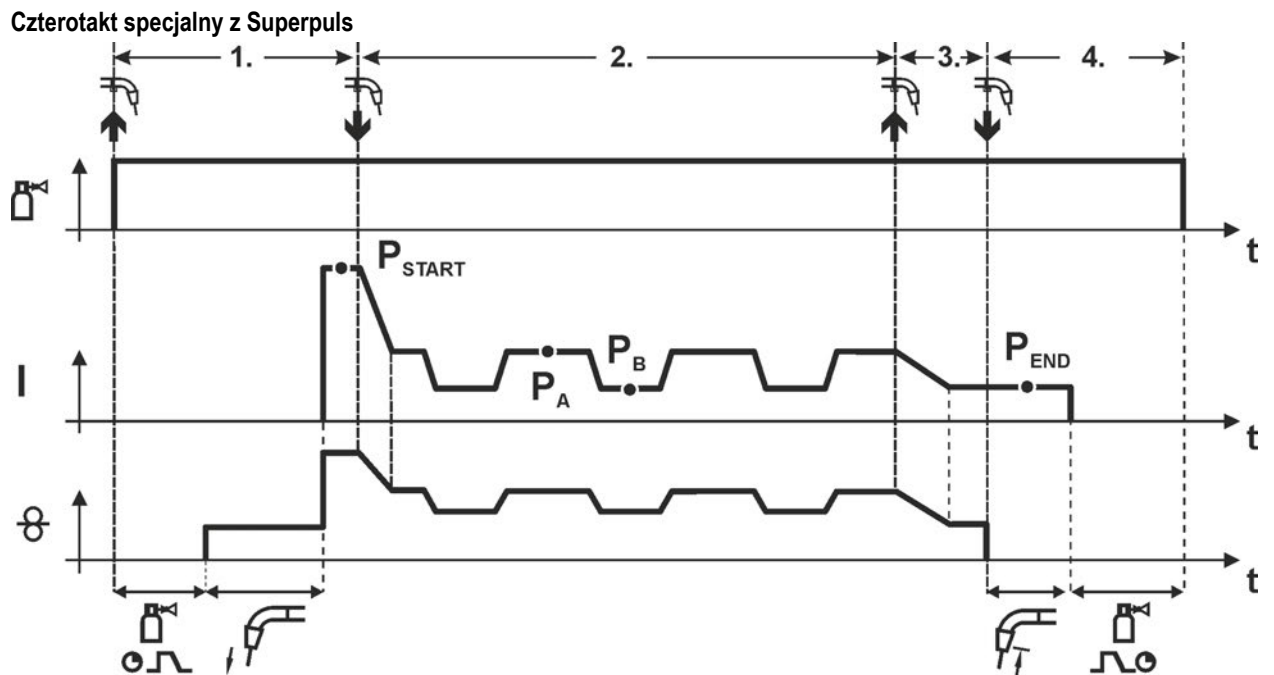 Czterotakt specjalny z Superpuls
1. 2. 3. 4.
t
P START
P B
P END
I
P A
t
t